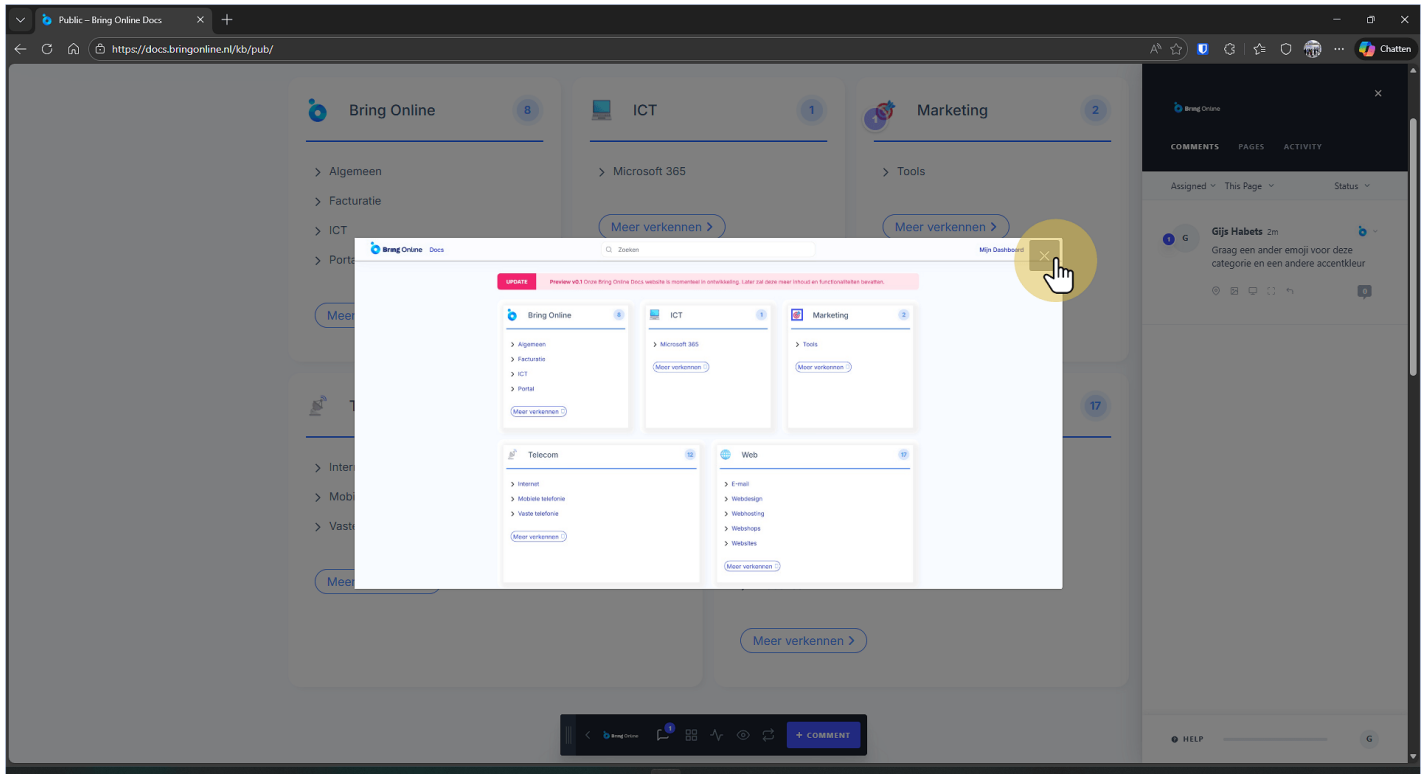 Public – Bring Online Docs
https://docs.bringonline.nl/kb/pub/
Chatten
Bring Online 8
Algemeen
Facturatie
ICT
Porta
Meer
ICT 1
Microsoft 365
Meer verkennen
Marketing 2
1
Tools
Meer verkennen
T
Inter
Mobi
Vaste
Meer
17
Meer verkennen
Bring Online Docs
Zoeken
Mijn Dashboard
UPDATE Preview v0.1 Onze Bring Online Docs website is momenteel in ontwikkeling. Later zal deze meer inhoud en functionaliteiten bevatten.
Bring Online 8
Algemeen
Facturatie
ICT
Portal
Meer verkennen
ICT 1
Microsoft 365
Meer verkennen
Marketing 2
Tools
Meer verkennen
Telecom 12
Internet
Mobiele telefonie
Vaste telefonie
Meer verkennen
Web 17
E-mail
Webdesign
Webhosting
Webshops
Websites
Meer verkennen
Bring Online
COMMENTS PAGES ACTIVITY
Assigned This Page Status
1 G Gijs Habets 2m
Graag een ander emoji voor deze
categorie en een andere accentkleur
0
Bring Online 1 + COMMENT
HELP G